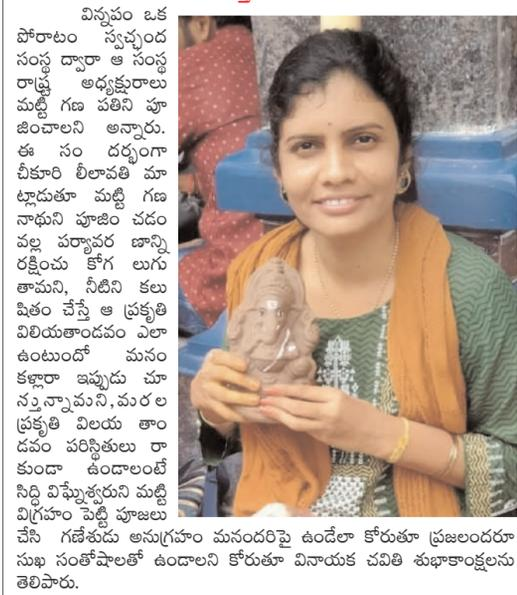 విన్నపం ఒక
పోరాటం స్వచ్ఛంద
సంస్థ ద్వారా ఆ సంస్థ
రాష్ట్ర అధ్యక్షురాలు
మట్టి గణ పతిని పూ
జించాలని అన్నారు.
ఈ సం దర్భంగా
చీకూరి లీలావతి మా
ట్లాడుతూ మట్టి గణ
నాథుని పూజిం చడం
వల్ల పర్యావర ణాన్ని
రక్షించు కోగ లుగు
తామని, నీటిని కలు
షితం చేస్తే ఆ ప్రకృతి
విలియతాండవం ఎలా
ఉంటుందో మనం
కళ్లారా ఇప్పుడు చూ
స్తున్నామని,మరల
ప్రకృతి విలయ తాం
డవం పరిస్థితులు రా
కుండా ఉండాలంటే
సిద్ధి విఘ్నేశ్వరుని మట్టి
విగ్రహం పెట్టి పూజలు
చేసి గణేశుడు అనుగ్రహం మనందరిపై ఉండేలా కోరుతూ ప్రజలందరూ
సుఖ సంతోషాలతో ఉండాలని కోరుతూ వినాయక చవితి శుభాకాంక్షలను
తెలిపారు.